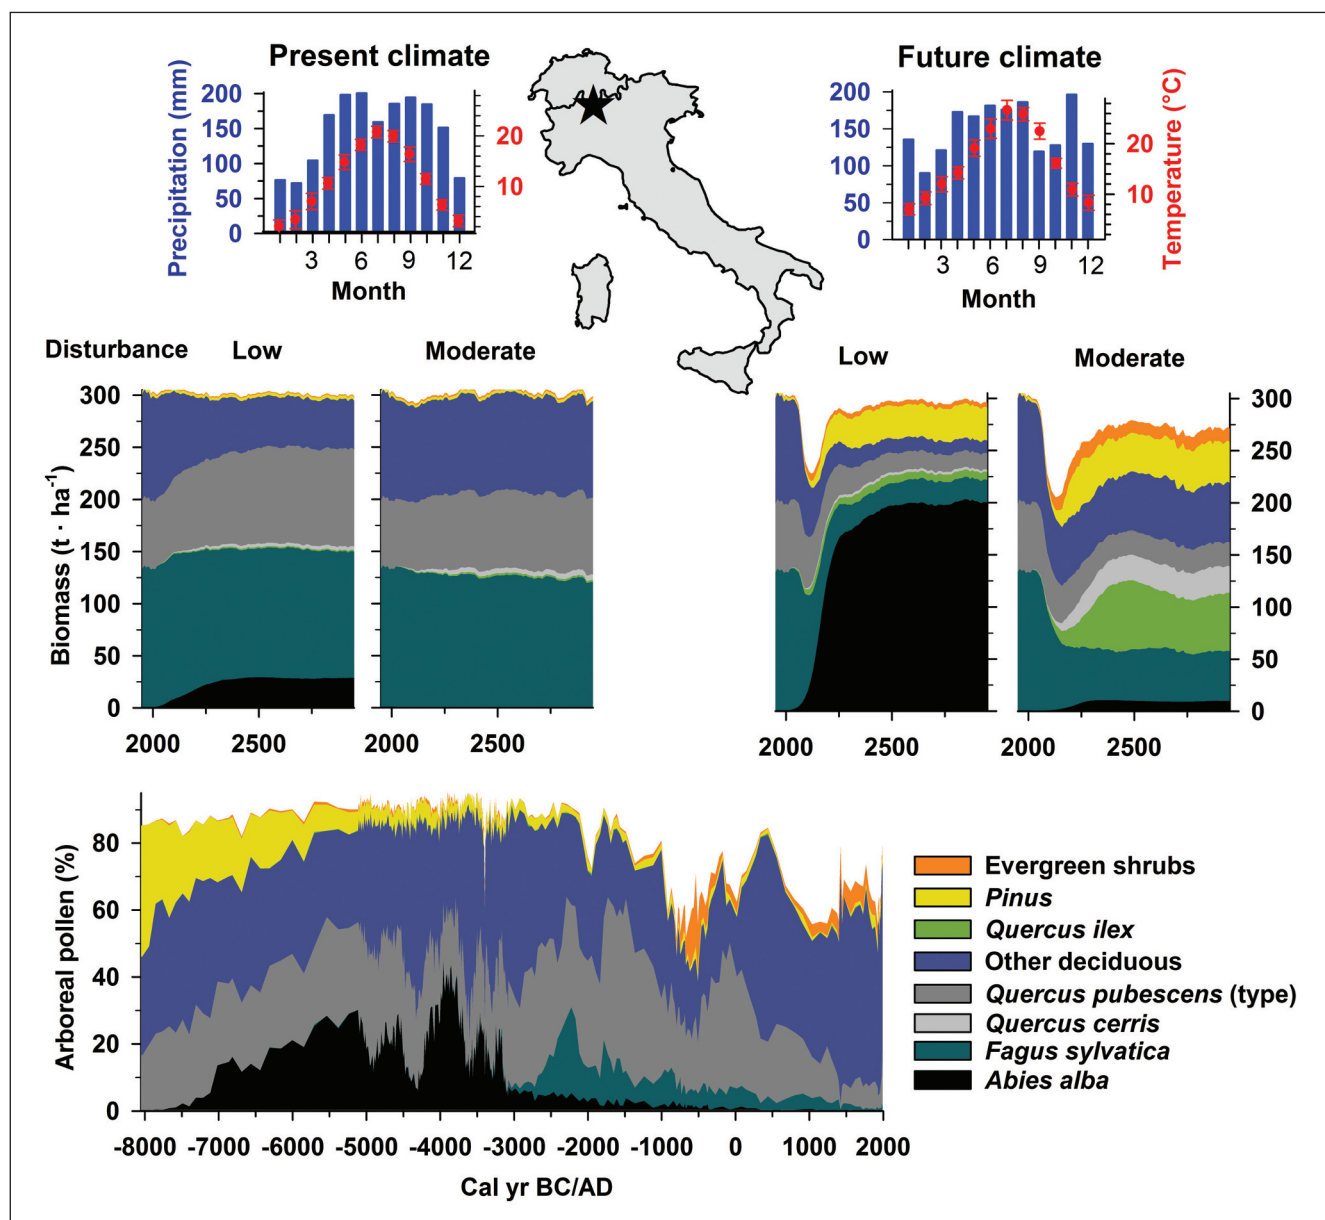 Present climate
Future climate
Precipitation (mm)
200
150
100
50
0
20
10
3 6 9 12
Month
200
150
100
50
0
20
10
Temperature (°C)
3 6 9 12
Month
Disturbance
Low
Moderate
Low
Moderate
Biomass (t · ha⁻¹)
300
250
200
150
100
50
0
300
250
200
150
100
50
0
2000 2500
2000 2500
2000 2500
2000 2500
Arboreal pollen (%)
80
60
40
20
0
-8000 -7000 -6000 -5000 -4000 -3000 -2000 -1000 0 1000 2000
Cal yr BC/AD
Evergreen shrubs
Pinus
Quercus ilex
Other deciduous
Quercus pubescens (type)
Quercus cerris
Fagus sylvatica
Abies alba